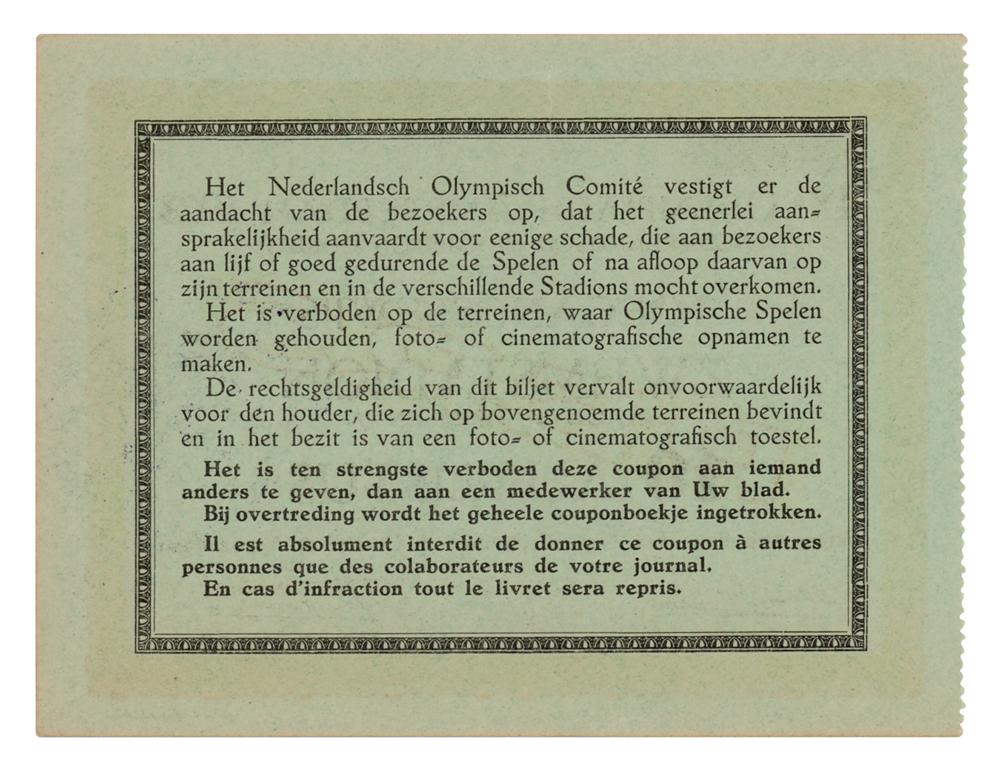 Het Nederlandsch Olympisch Comité vestigt er de
aandacht van de bezoekers op, dat het geenerlei aan=
sprakelijkheid aanvaardt voor eenige schade, die aan bezoekers
aan lijf of goed gedurende de Spelen of na afloop daarvan op
zijn terreinen en in de verschillende Stadions mocht overkomen.
Het is verboden op de terreinen, waar Olympische Spelen
worden gehouden, foto= of cinematografische opnamen te
maken.
De rechtsgeldigheid van dit biljet vervalt onvoorwaardelijk
voor den houder, die zich op bovengenoemde terreinen bevindt
en in het bezit is van een foto= of cinematografisch toestel.
Het is ten strengste verboden deze coupon aan iemand
anders te geven, dan aan een medewerker van Uw blad.
Bij overtreding wordt het geheele couponboekje ingetrokken.
Il est absolument interdit de donner ce coupon à autres
personnes que des colaborateurs de votre journal.
En cas d'infraction tout le livret sera repris.